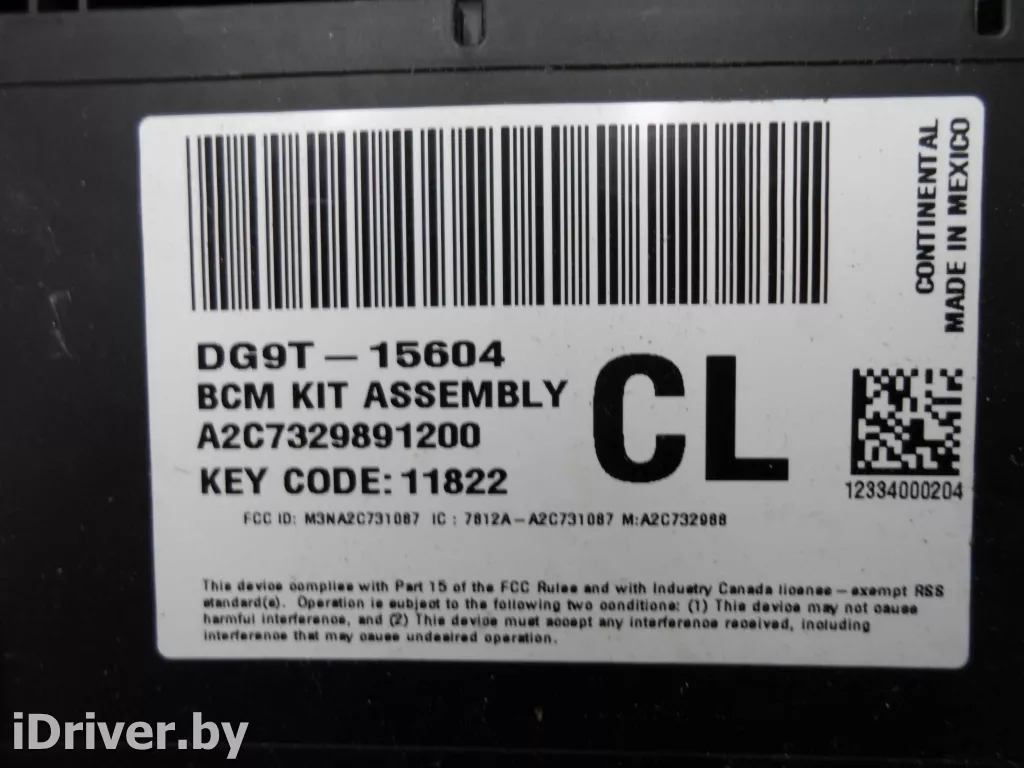 DG9T – 15604
BCM KIT ASSEMBLY
A2C7329891200
KEY CODE: 11822
CL
CONTINENTAL
MADE IN MEXICO
12334000204
FCC ID: M3NA2C731087 IC : 7812A–A2C731087 M:A2C732988
This device complies with Part 15 of the FCC Rules and with Industry Canada license – exempt RSS
standard(s). Operation is subject to the following two conditions: (1) This device may not cause
harmful interference, and (2) This device must accept any interference received, including
interference that may cause undesired operation.
iDriver.by